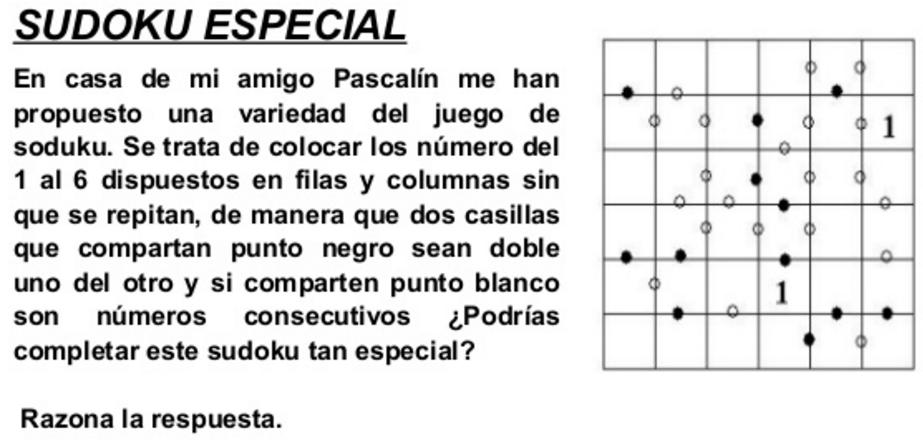 SUDOKU ESPECIAL
En casa de mi amigo Pascalín me han
propuesto una variedad del juego de
soduku. Se trata de colocar los número del
1 al 6 dispuestos en filas y columnas sin
que se repitan, de manera que dos casillas
que compartan punto negro sean doble
uno del otro y si comparten punto blanco
son números consecutivos ¿Podrías
completar este sudoku tan especial?
Razona la respuesta.
1
1